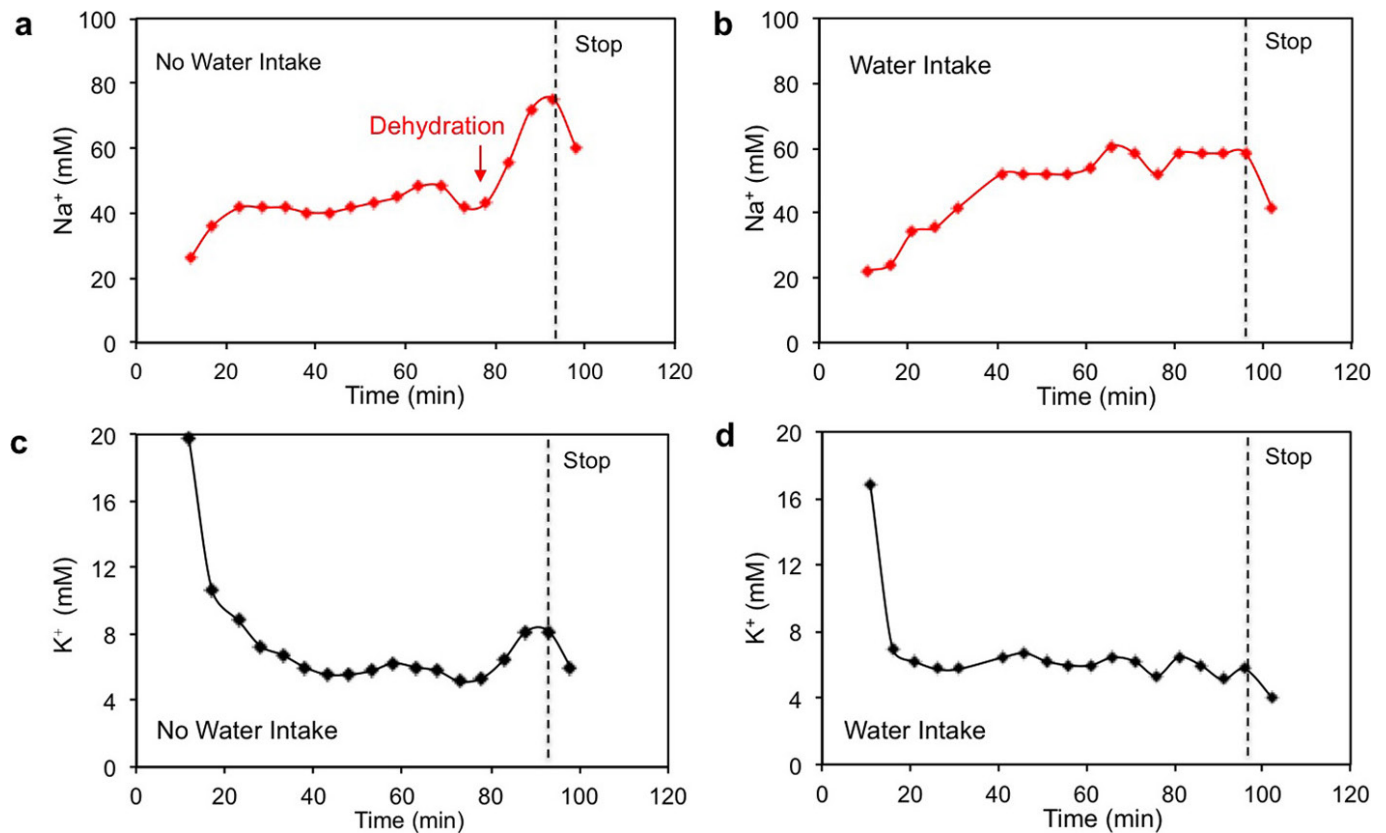 a
100
80
60
40
20
0
Na⁺ (mM)
No Water Intake
Dehydration
Stop
0 20 40 60 80 100 120
Time (min)
b
100
80
60
40
20
0
Na⁺ (mM)
Water Intake
Stop
0 20 40 60 80 100 120
Time (min)
c
20
16
12
8
4
0
K⁺ (mM)
Stop
No Water Intake
0 20 40 60 80 100 120
Time (min)
d
20
16
12
8
4
0
K⁺ (mM)
Stop
Water Intake
0 20 40 60 80 100 120
Time (min)